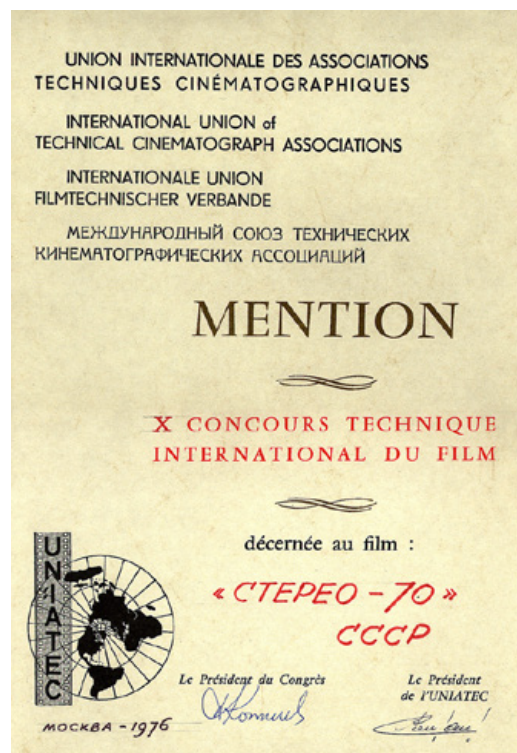 UNION INTERNATIONALE DES ASSOCIATIONS
TECHNIQUES CINÉMATOGRAPHIQUES
INTERNATIONAL UNION of
TECHNICAL CINEMATOGRAPH ASSOCIATIONS
INTERNATIONALE UNION
FILMTECHNISCHER VERBANDE
МЕЖДУНАРОДНЫЙ СОЮЗ ТЕХНИЧЕСКИХ
КИНЕМАТОГРАФИЧЕСКИХ АССОЦИАЦИЙ
MENTION
X CONCOURS TECHNIQUE
INTERNATIONAL DU FILM
décernée au film :
« СТЕРЕО – 70 »
СССР
UNIATEC
Le Président du Congrès
Le Président
de l'UNIATEC
МОСКВА – 1976